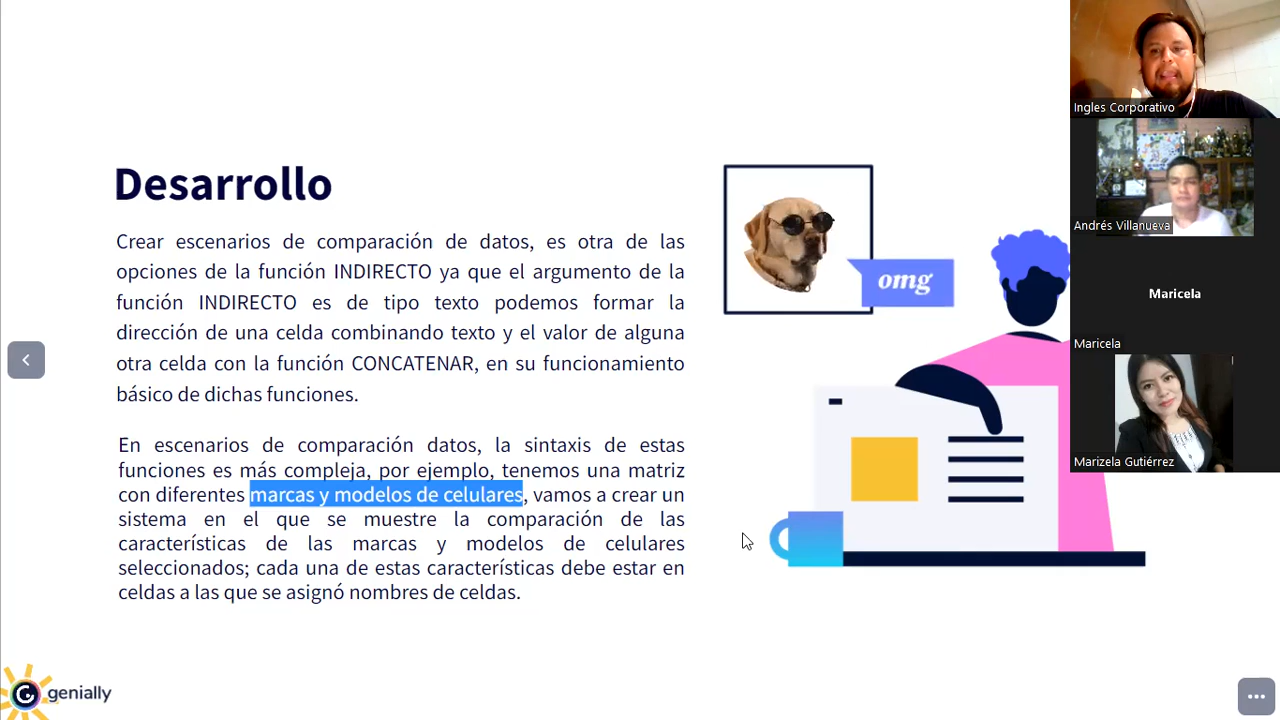 Desarrollo
Crear escenarios de comparación de datos, es otra de las
opciones de la función INDIRECTO ya que el argumento de la
función INDIRECTO es de tipo texto podemos formar la
dirección de una celda combinando texto y el valor de alguna
otra celda con la función CONCATENAR, en su funcionamiento
básico de dichas funciones.
En escenarios de comparación datos, la sintaxis de estas
funciones es más compleja, por ejemplo, tenemos una matriz
con diferentes marcas y modelos de celulares, vamos a crear un
sistema en el que se muestre la comparación de las
características de las marcas y modelos de celulares
seleccionados; cada una de estas características debe estar en
celdas a las que se asignó nombres de celdas.
omg
genially
Ingles Corporativo
Andrés Villanueva
Maricela
Maricela
Marizela Gutiérrez